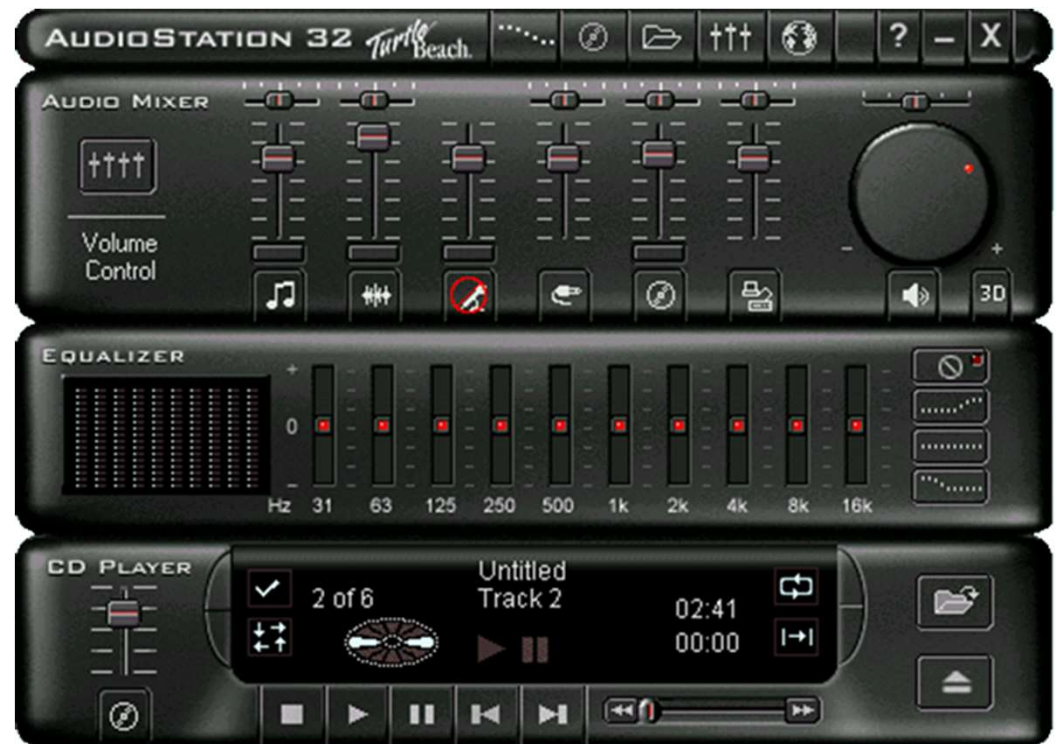 AUDIOSTATION 32 Turtle Beach. ? – X
AUDIO MIXER
Volume
Control
– +
3D
EQUALIZER
+
0
–
Hz 31 63 125 250 500 1k 2k 4k 8k 16k
CD PLAYER
Untitled
2 of 6 Track 2 02:41
00:00